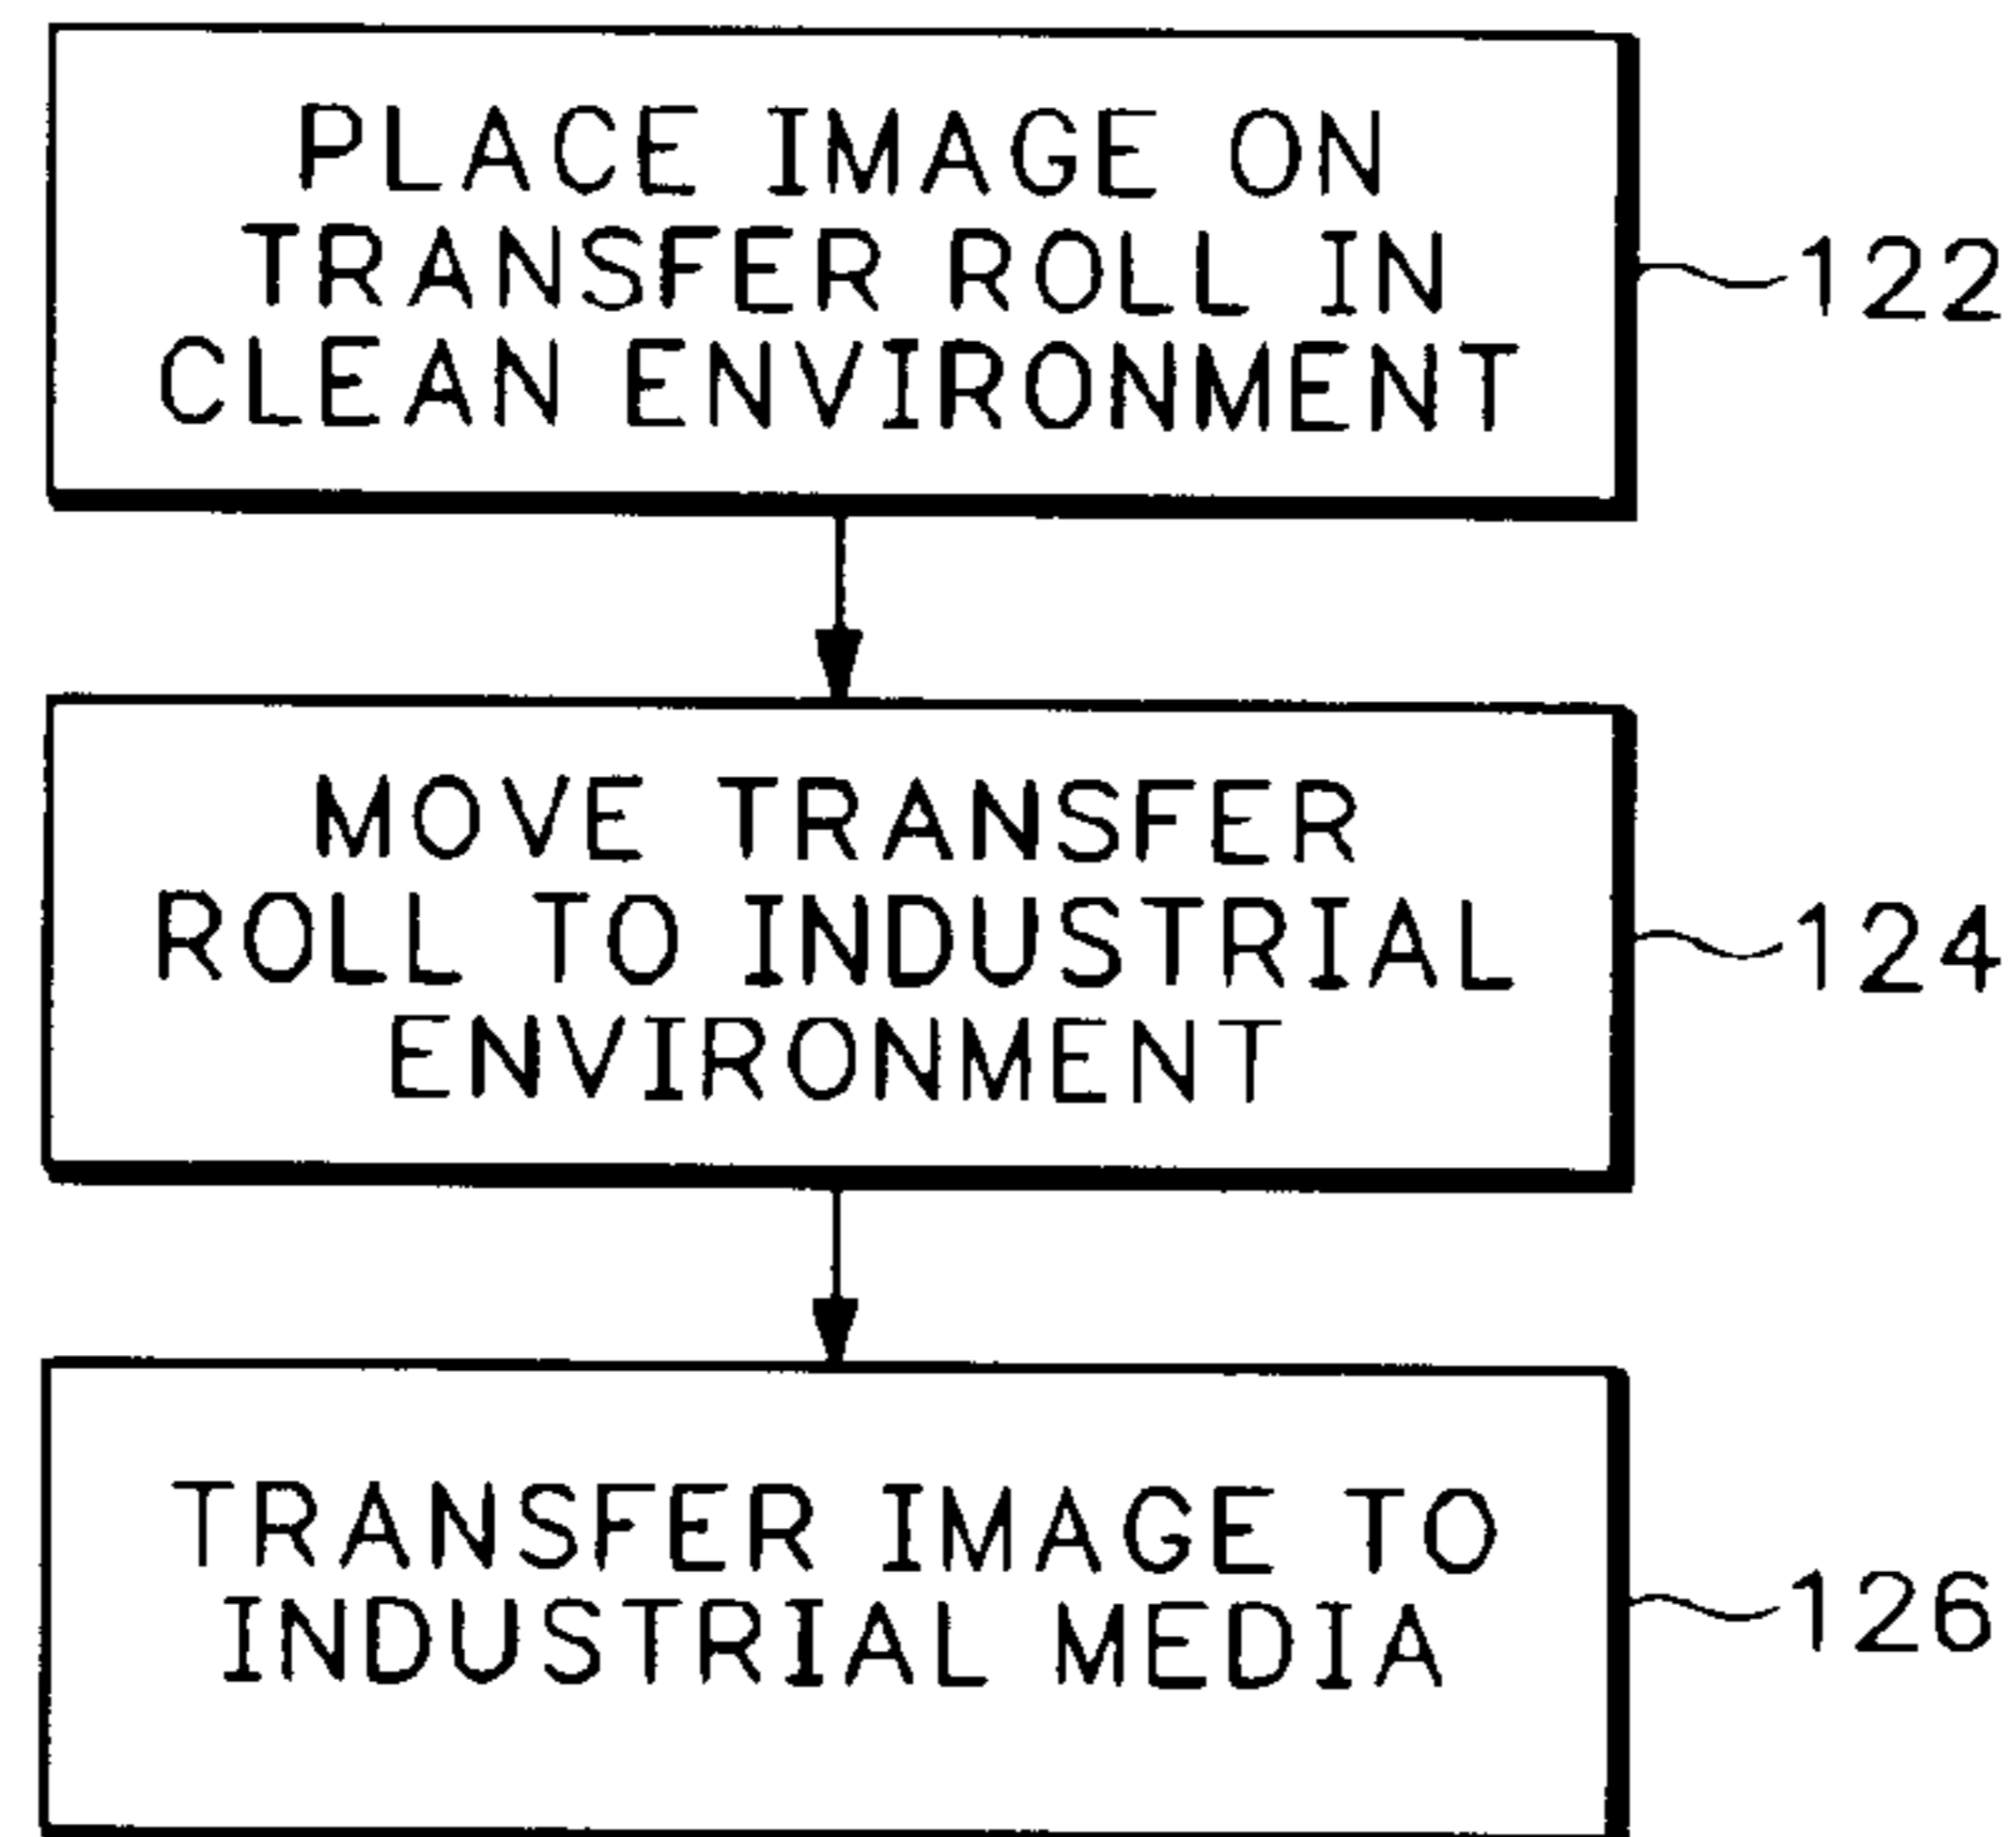 PLACE IMAGE ON
TRANSFER ROLL IN
CLEAN ENVIRONMENT
122
MOVE TRANSFER
ROLL TO INDUSTRIAL
ENVIRONMENT
124
TRANSFER IMAGE TO
INDUSTRIAL MEDIA
126